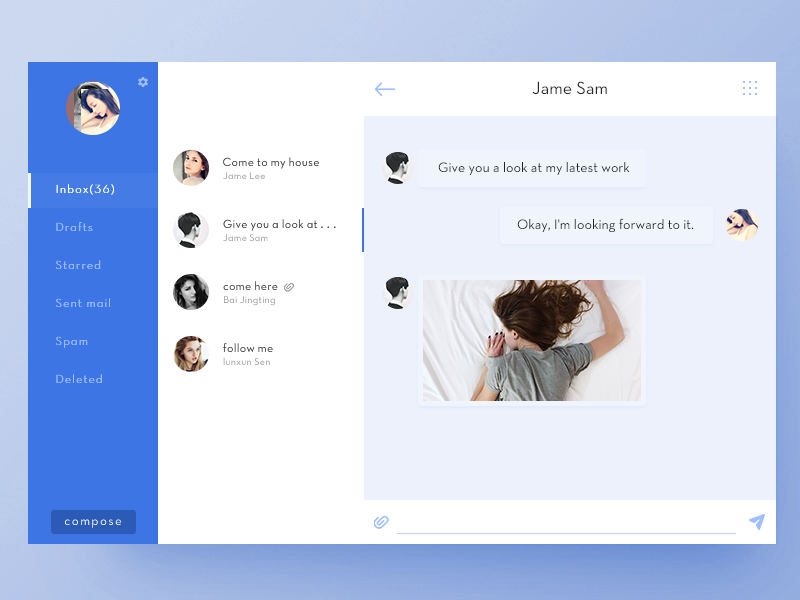 Inbox(36)
Drafts
Starred
Sent mail
Spam
Deleted
compose
Come to my house
Jame Lee
Give you a look at . . .
Jame Sam
come here
Bai Jingting
follow me
Iunxun Sen
Jame Sam
Give you a look at my latest work
Okay, I'm looking forward to it.